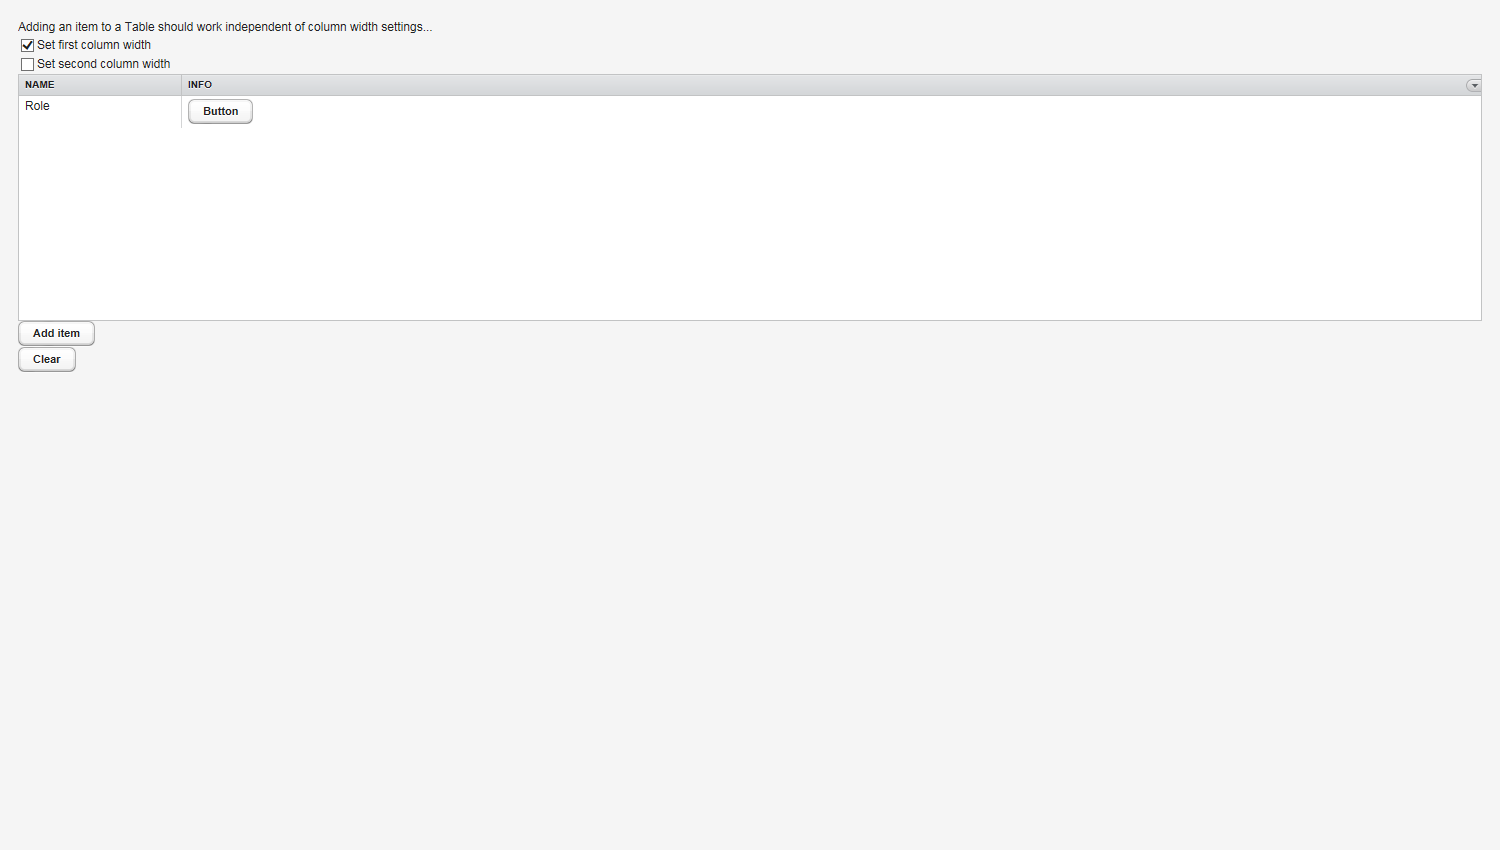 Adding an item to a Table should work independent of column width settings...
Set first column width
Set second column width
NAME INFO
Role Button
Add item
Clear